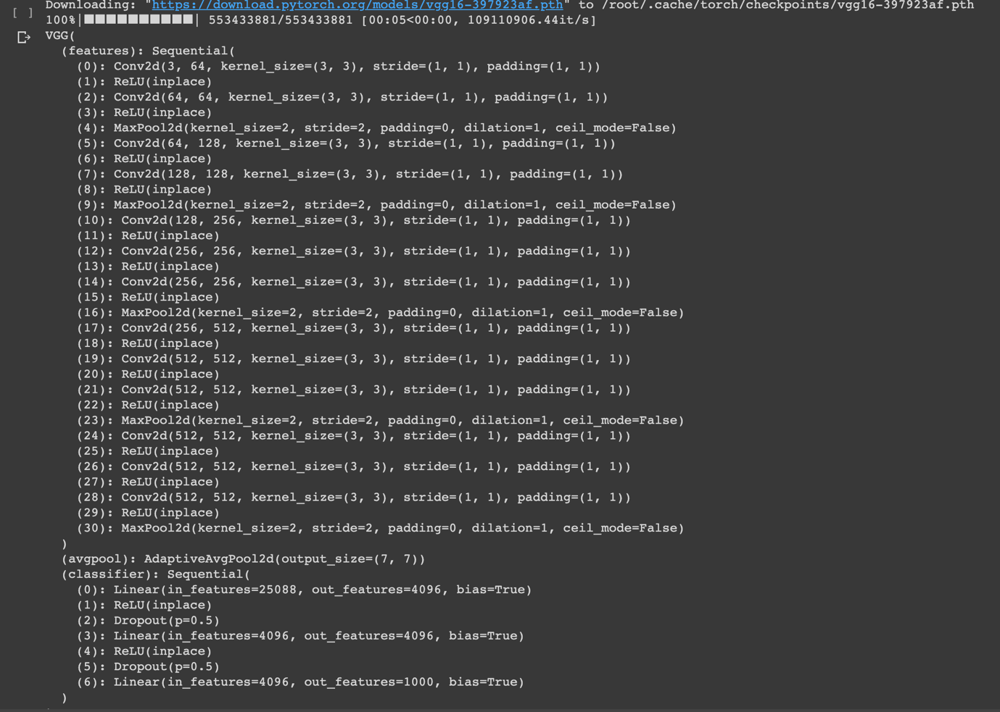 Downloading: "https://download.pytorch.org/models/vgg16-397923af.pth" to /root/.cache/torch/checkpoints/vgg16-397923af.pth
[ ] 100%|██████████| 553433881/553433881 [00:05<00:00, 109110906.44it/s]
VGG(
  (features): Sequential(
    (0): Conv2d(3, 64, kernel_size=(3, 3), stride=(1, 1), padding=(1, 1))
    (1): ReLU(inplace)
    (2): Conv2d(64, 64, kernel_size=(3, 3), stride=(1, 1), padding=(1, 1))
    (3): ReLU(inplace)
    (4): MaxPool2d(kernel_size=2, stride=2, padding=0, dilation=1, ceil_mode=False)
    (5): Conv2d(64, 128, kernel_size=(3, 3), stride=(1, 1), padding=(1, 1))
    (6): ReLU(inplace)
    (7): Conv2d(128, 128, kernel_size=(3, 3), stride=(1, 1), padding=(1, 1))
    (8): ReLU(inplace)
    (9): MaxPool2d(kernel_size=2, stride=2, padding=0, dilation=1, ceil_mode=False)
    (10): Conv2d(128, 256, kernel_size=(3, 3), stride=(1, 1), padding=(1, 1))
    (11): ReLU(inplace)
    (12): Conv2d(256, 256, kernel_size=(3, 3), stride=(1, 1), padding=(1, 1))
    (13): ReLU(inplace)
    (14): Conv2d(256, 256, kernel_size=(3, 3), stride=(1, 1), padding=(1, 1))
    (15): ReLU(inplace)
    (16): MaxPool2d(kernel_size=2, stride=2, padding=0, dilation=1, ceil_mode=False)
    (17): Conv2d(256, 512, kernel_size=(3, 3), stride=(1, 1), padding=(1, 1))
    (18): ReLU(inplace)
    (19): Conv2d(512, 512, kernel_size=(3, 3), stride=(1, 1), padding=(1, 1))
    (20): ReLU(inplace)
    (21): Conv2d(512, 512, kernel_size=(3, 3), stride=(1, 1), padding=(1, 1))
    (22): ReLU(inplace)
    (23): MaxPool2d(kernel_size=2, stride=2, padding=0, dilation=1, ceil_mode=False)
    (24): Conv2d(512, 512, kernel_size=(3, 3), stride=(1, 1), padding=(1, 1))
    (25): ReLU(inplace)
    (26): Conv2d(512, 512, kernel_size=(3, 3), stride=(1, 1), padding=(1, 1))
    (27): ReLU(inplace)
    (28): Conv2d(512, 512, kernel_size=(3, 3), stride=(1, 1), padding=(1, 1))
    (29): ReLU(inplace)
    (30): MaxPool2d(kernel_size=2, stride=2, padding=0, dilation=1, ceil_mode=False)
  )
  (avgpool): AdaptiveAvgPool2d(output_size=(7, 7))
  (classifier): Sequential(
    (0): Linear(in_features=25088, out_features=4096, bias=True)
    (1): ReLU(inplace)
    (2): Dropout(p=0.5)
    (3): Linear(in_features=4096, out_features=4096, bias=True)
    (4): ReLU(inplace)
    (5): Dropout(p=0.5)
    (6): Linear(in_features=4096, out_features=1000, bias=True)
  )